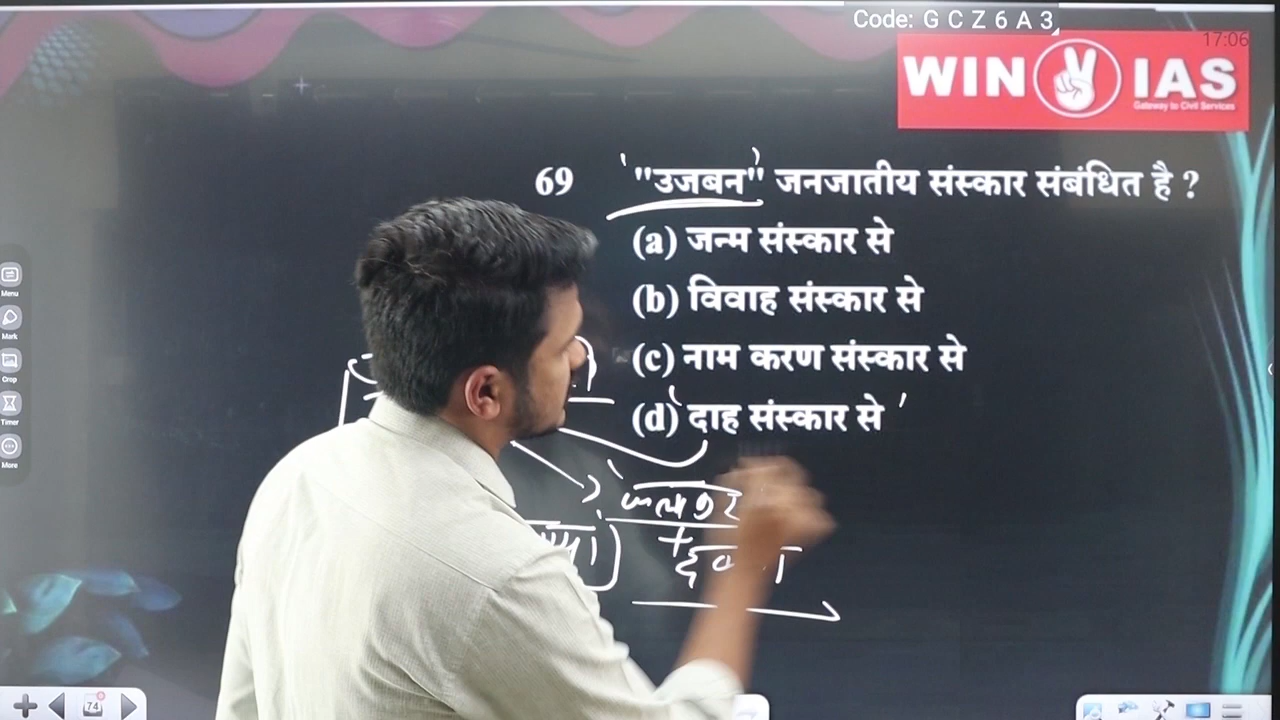 Code: G C Z 6 A 3
17:06
WIN IAS
Gateway to Civil Services
69 "उजबन" जनजातीय संस्कार संबंधित है ?
(a) जन्म संस्कार से
(b) विवाह संस्कार से
(c) नाम करण संस्कार से
(d) दाह संस्कार से
Menu
Mark
Crop
Timer
More
74